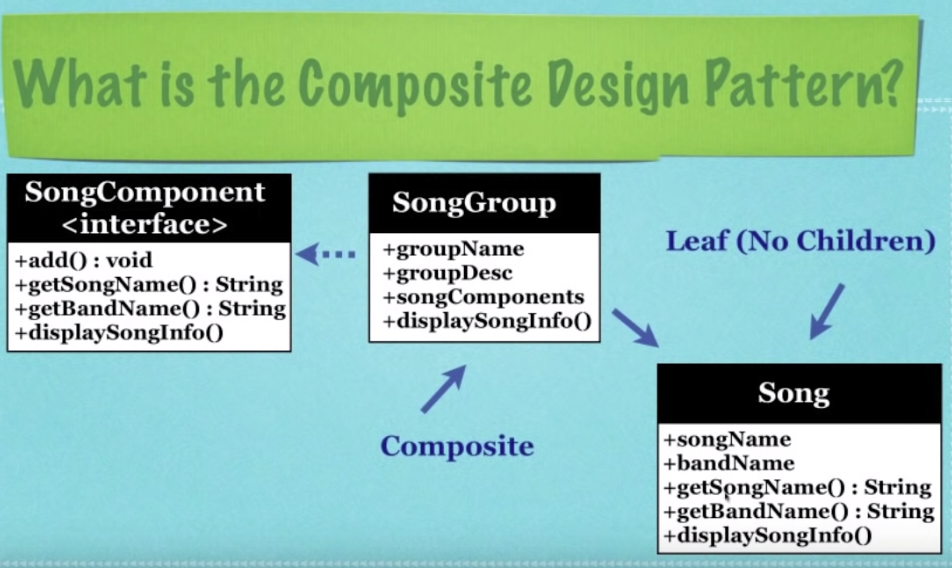 What is the Composite Design Pattern?
SongComponent
<interface>
+add() : void
+getSongName() : String
+getBandName() : String
+displaySongInfo()
SongGroup
+groupName
+groupDesc
+songComponents
+displaySongInfo()
Composite
Leaf (No Children)
Song
+songName
+bandName
+getSongName() : String
+getBandName() : String
+displaySongInfo()